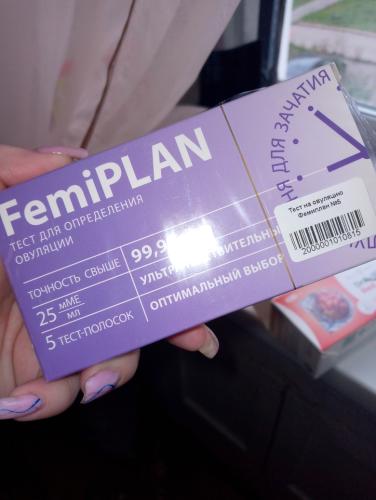 FemiPLAN
ТЕСТ ДЛЯ ОПРЕДЕЛЕНИЯ
ОВУЛЯЦИИ
ТОЧНОСТЬ СВЫШЕ 99,9
25 мМЕ
мл
5 ТЕСТ-ПОЛОСОК
ОПТИМАЛЬНЫЙ ВЫБОР
ДЛЯ ЗАЧАТИЯ
Тест на овуляцию
Фемиплан №5
2000001010815